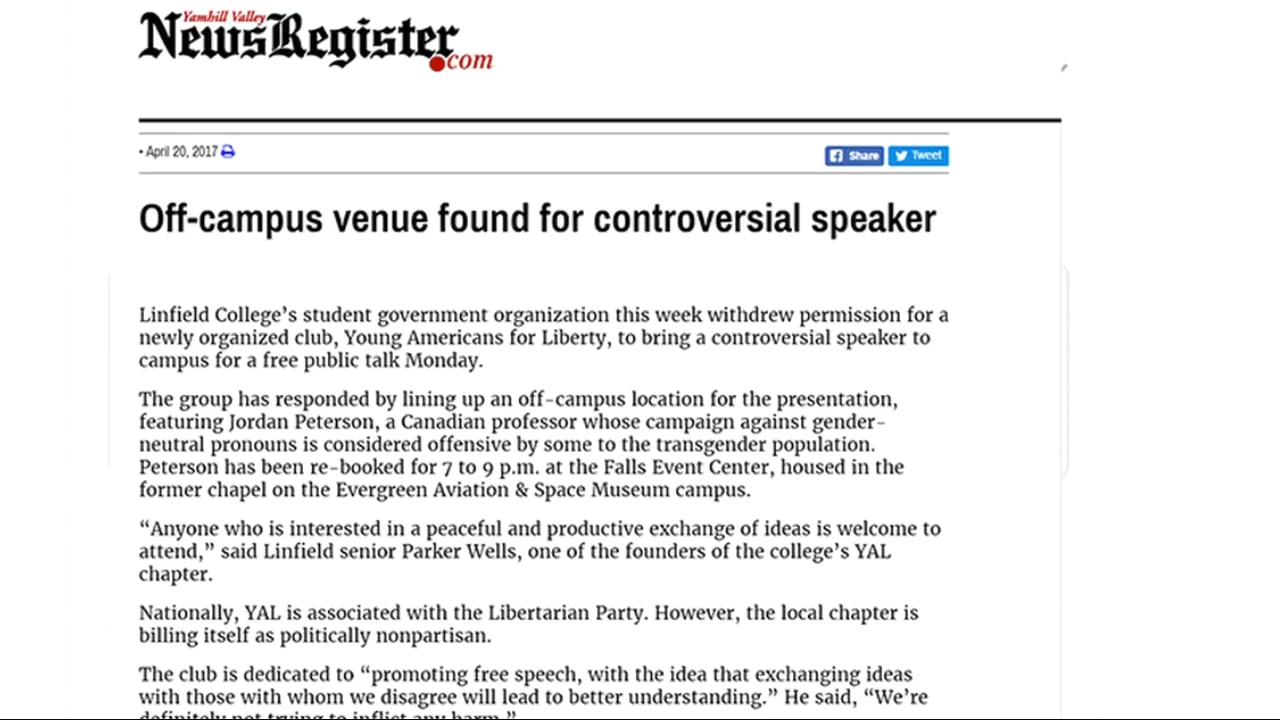 Yamhill Valley
NewsRegister
.com
• April 20, 2017
Share
Tweet
Off-campus venue found for controversial speaker
Linfield College’s student government organization this week withdrew permission for a
newly organized club, Young Americans for Liberty, to bring a controversial speaker to
campus for a free public talk Monday.
The group has responded by lining up an off-campus location for the presentation,
featuring Jordan Peterson, a Canadian professor whose campaign against gender-
neutral pronouns is considered offensive by some to the transgender population.
Peterson has been re-booked for 7 to 9 p.m. at the Falls Event Center, housed in the
former chapel on the Evergreen Aviation & Space Museum campus.
“Anyone who is interested in a peaceful and productive exchange of ideas is welcome to
attend,” said Linfield senior Parker Wells, one of the founders of the college’s YAL
chapter.
Nationally, YAL is associated with the Libertarian Party. However, the local chapter is
billing itself as politically nonpartisan.
The club is dedicated to “promoting free speech, with the idea that exchanging ideas
with those with whom we disagree will lead to better understanding.” He said, “We’re
definitely not trying to inflict any harm.”